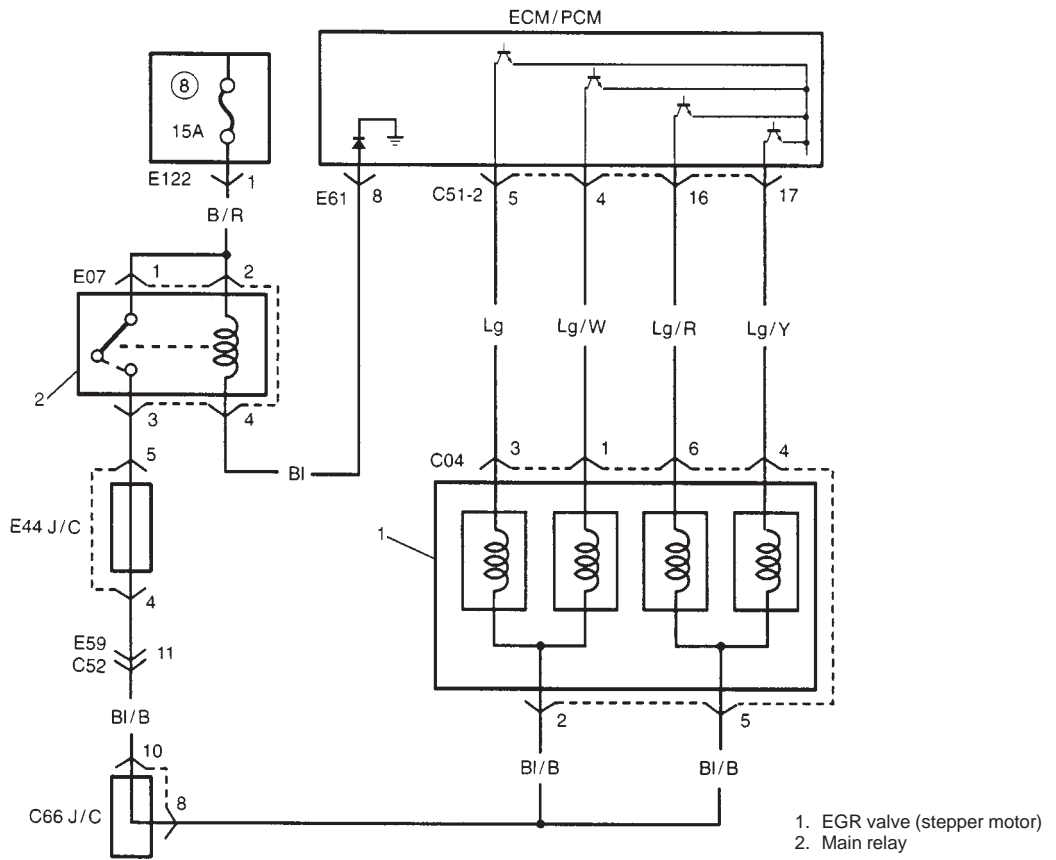 ECM/PCM
8
15A
E122
1
E61
8
C51-2
5
4
16
17
B/R
E07
1
2
Lg
Lg/W
Lg/R
Lg/Y
2
3
4
5
Bl
C04
3
1
6
4
E44 J/C
1
4
E59
C52
11
Bl/B
2
5
10
Bl/B
Bl/B
C66 J/C
8
1. EGR valve (stepper motor)
2. Main relay